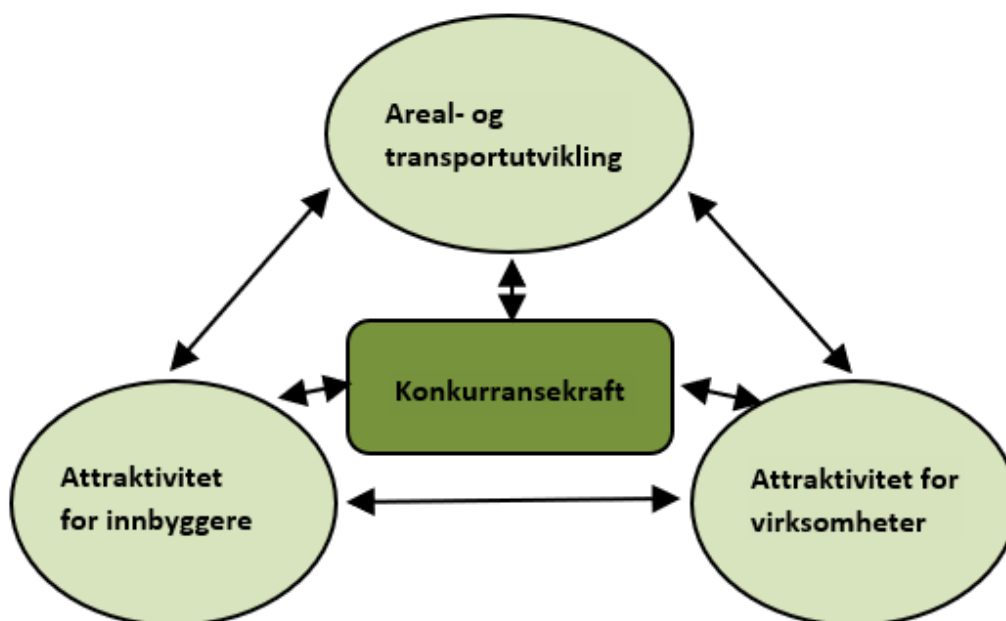 Areal- og
transportutvikling
Konkurransekraft
Attraktivitet
for innbyggere
Attraktivitet for
virksomheter